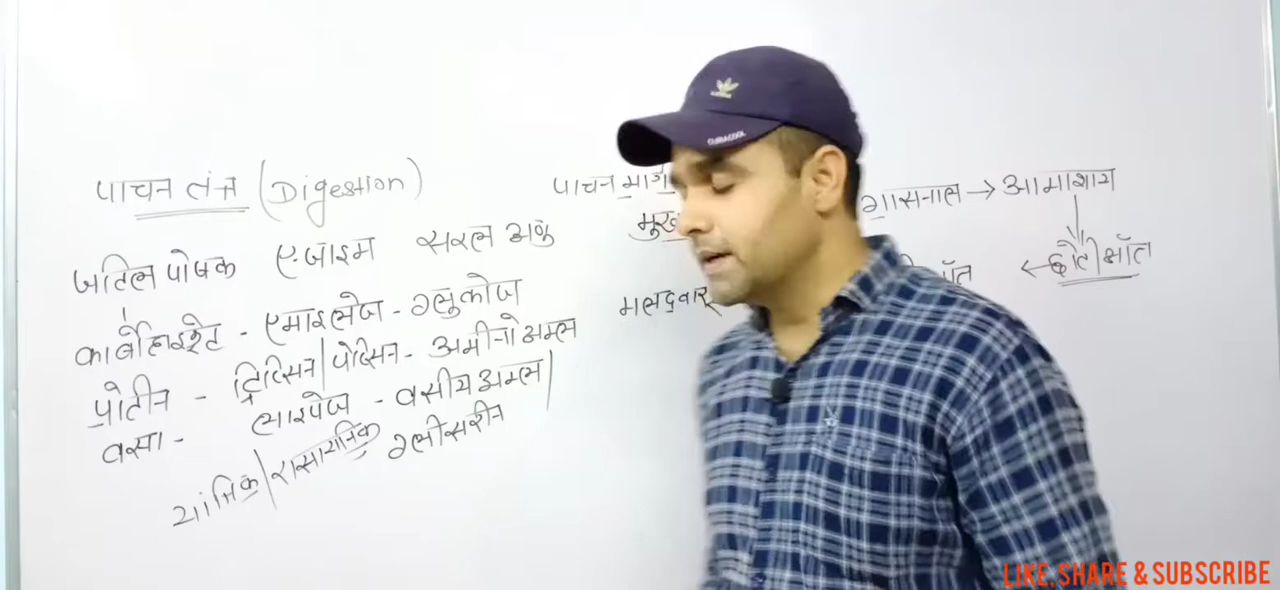 पाचन तंत्र (Digestion)
जटिल पोषक एंजाइम सरल अणु
कार्बोहाइड्रेट - एमाइलेज - ग्लुकोज
प्रोटीन - ट्रिप्सिन / पेप्सिन - अमीनो अम्ल
वसा - लाइपेज - वसीय अम्ल /
ग्लीसरीन
यांत्रिक / रासायनिक
पाचन मार्ग
मुख → आमाशय
मलद्वार ← छोटी आँत
CURACOOL
LIKE, SHARE & SUBSCRIBE